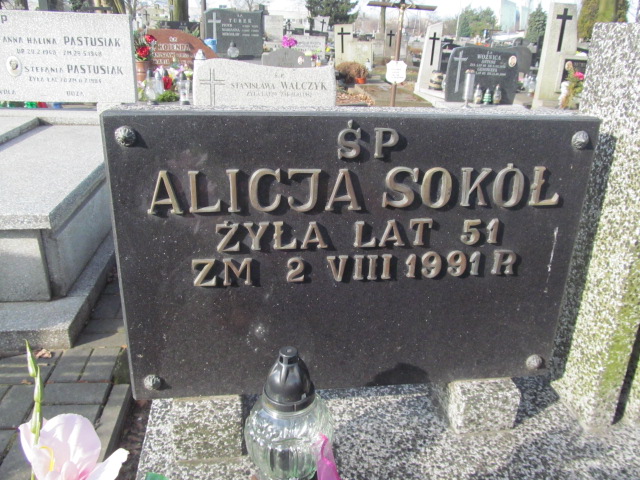 ANNA HALINA PASTUSIAK
STEFANIA PASTUSIAK
STANISŁAWA WALCZYK
ŚP
ALICJA SOKÓŁ
ŻYŁA LAT 51
ZM 2 VIII 1991 R